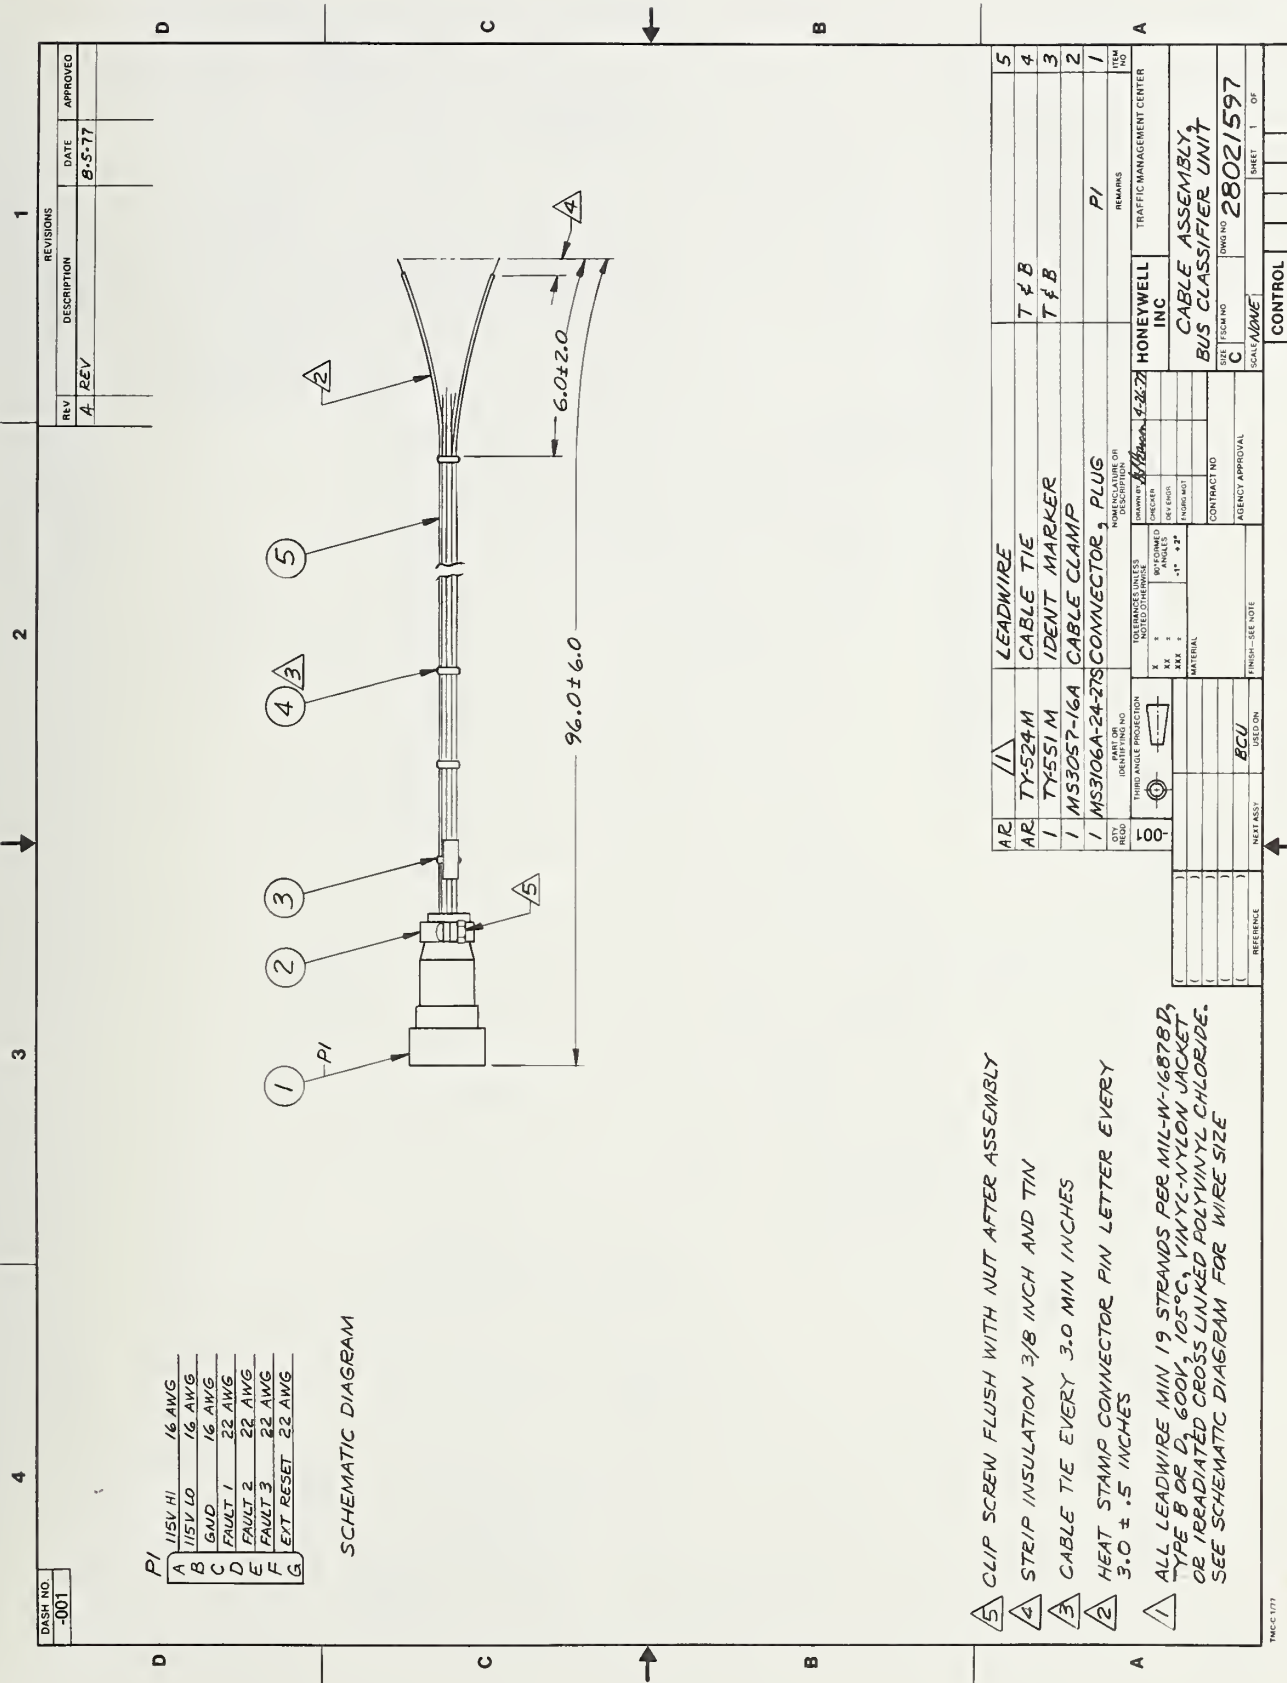 DASH NO.
-001
4
3
2
1
D
C
B
A
REVISIONS
REV
DESCRIPTION
DATE
APPROVED
A
REV
8-5-77
P1
A 115V HI 16 AWG
B 115V LO 16 AWG
C GND 16 AWG
D FAULT 1 22 AWG
E FAULT 2 22 AWG
F FAULT 3 22 AWG
G EXT RESET 22 AWG
SCHEMATIC DIAGRAM
1
P1
2
3
4
3
5
2
5
4
6.0±2.0
96.0±6.0
5 CLIP SCREW FLUSH WITH NUT AFTER ASSEMBLY
4 STRIP INSULATION 3/8 INCH AND TIN
3 CABLE TIE EVERY 3.0 MIN INCHES
2 HEAT STAMP CONNECTOR PIN LETTER EVERY
3.0 ± .5 INCHES
1 ALL LEADWIRE MIN 19 STRANDS PER MIL-W-16878D,
TYPE B OR D, 600V, 105°C, VINYL-NYLON JACKET
OR IRRADIATED CROSS LINKED POLYVINYL CHLORIDE.
SEE SCHEMATIC DIAGRAM FOR WIRE SIZE
AR 1 LEADWIRE 5
AR TY-524M CABLE TIE T & B 4
1 TY-551M IDENT MARKER T & B 3
1 MS3057-16A CABLE CLAMP 2
1 MS3106A-24-27S CONNECTOR, PLUG P1 1
QTY REQD
PART OR IDENTIFYING NO
NOMENCLATURE OR DESCRIPTION
REMARKS
ITEM NO
-001
THIRD ANGLE PROJECTION
TOLERANCES UNLESS NOTED OTHERWISE
X ±
XX ±
XXX ±
90° FORMED ANGLES
-1° +2°
MATERIAL
FINISH—SEE NOTE
DRAWN BY
4-26-77
CHECKER
DEV ENGR
ENGRG MGT
CONTRACT NO
AGENCY APPROVAL
HONEYWELL INC
TRAFFIC MANAGEMENT CENTER
CABLE ASSEMBLY,
BUS CLASSIFIER UNIT
SIZE
C
FSCM NO
DWG NO
28021597
SCALE NONE
SHEET 1 OF
REFERENCE
NEXT ASSY
USED ON
BCU
CONTROL
D
C
B
A
TMC-C 1/77